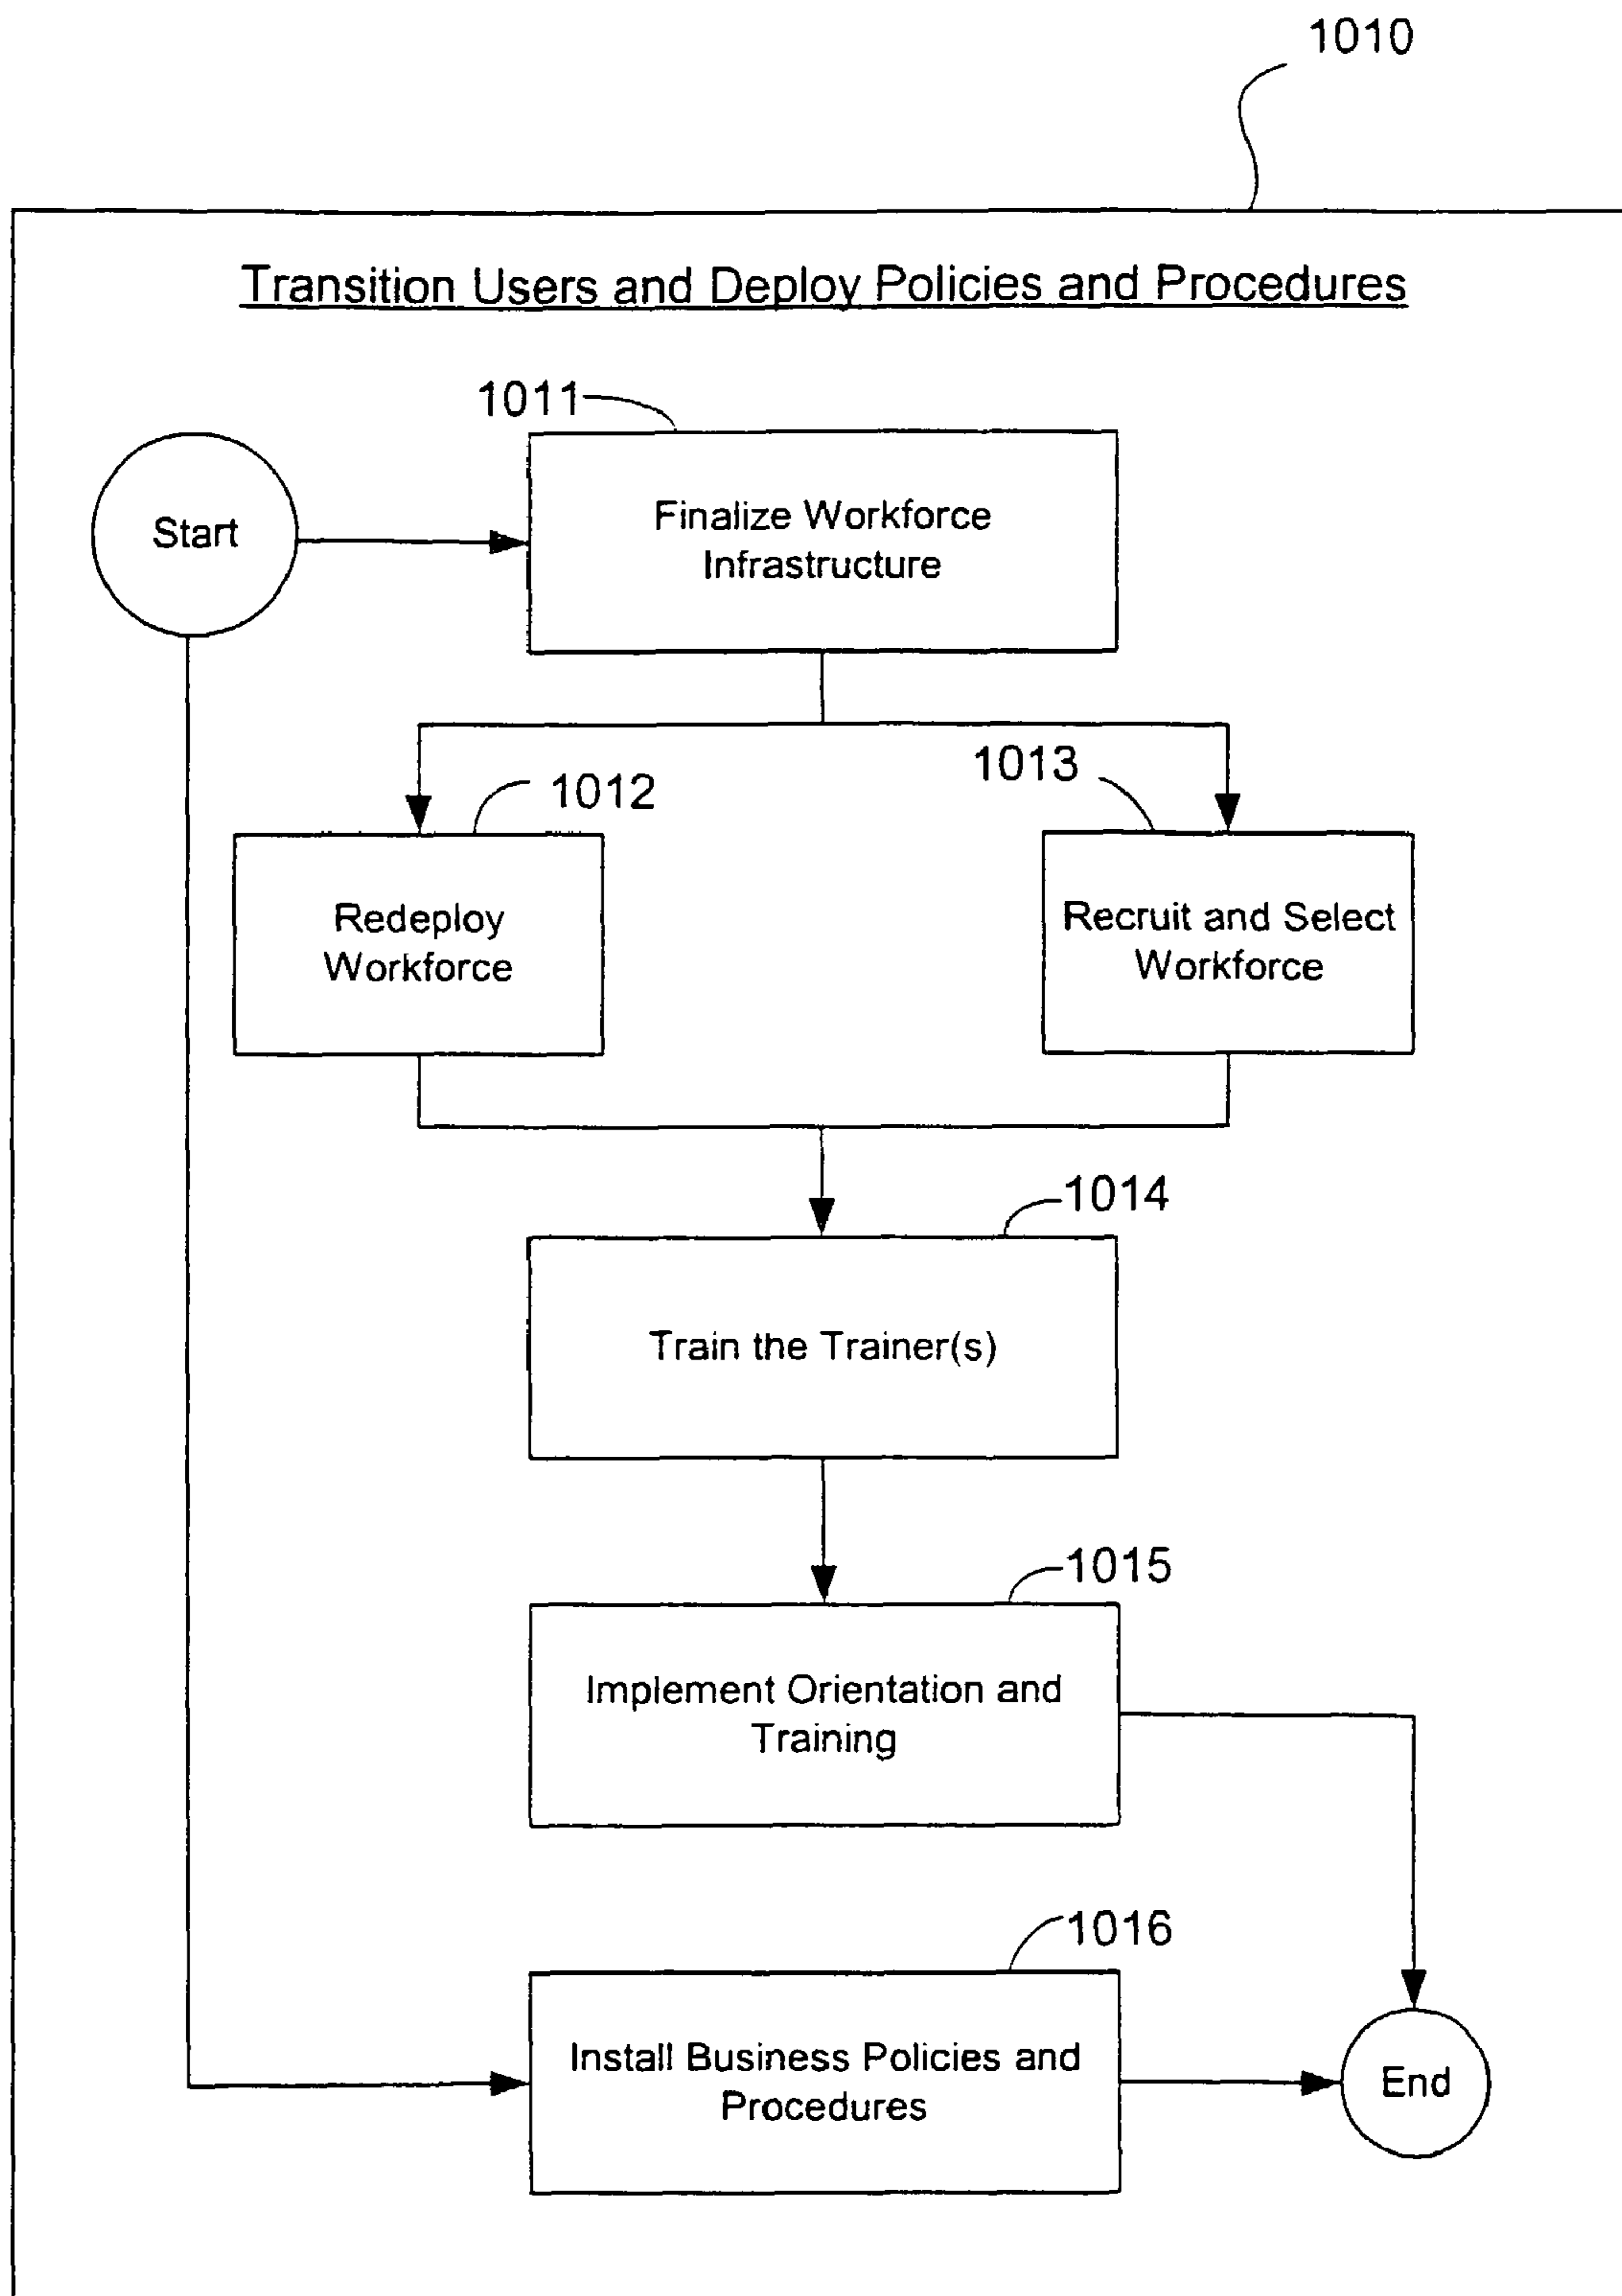 1010
Transition Users and Deploy Policies and Procedures
1011
Start
Finalize Workforce
Infrastructure
1012
1013
Redeploy
Workforce
Recruit and Select
Workforce
1014
Train the Trainer(s)
1015
Implement Orientation and
Training
1016
Install Business Policies and
Procedures
End